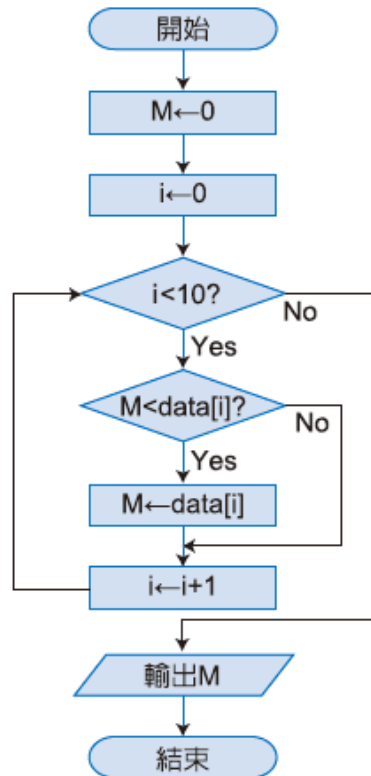 開始
M←0
i←0
i<10?
No
Yes
M<data[i]?
No
Yes
M←data[i]
i←i+1
輸出M
結束